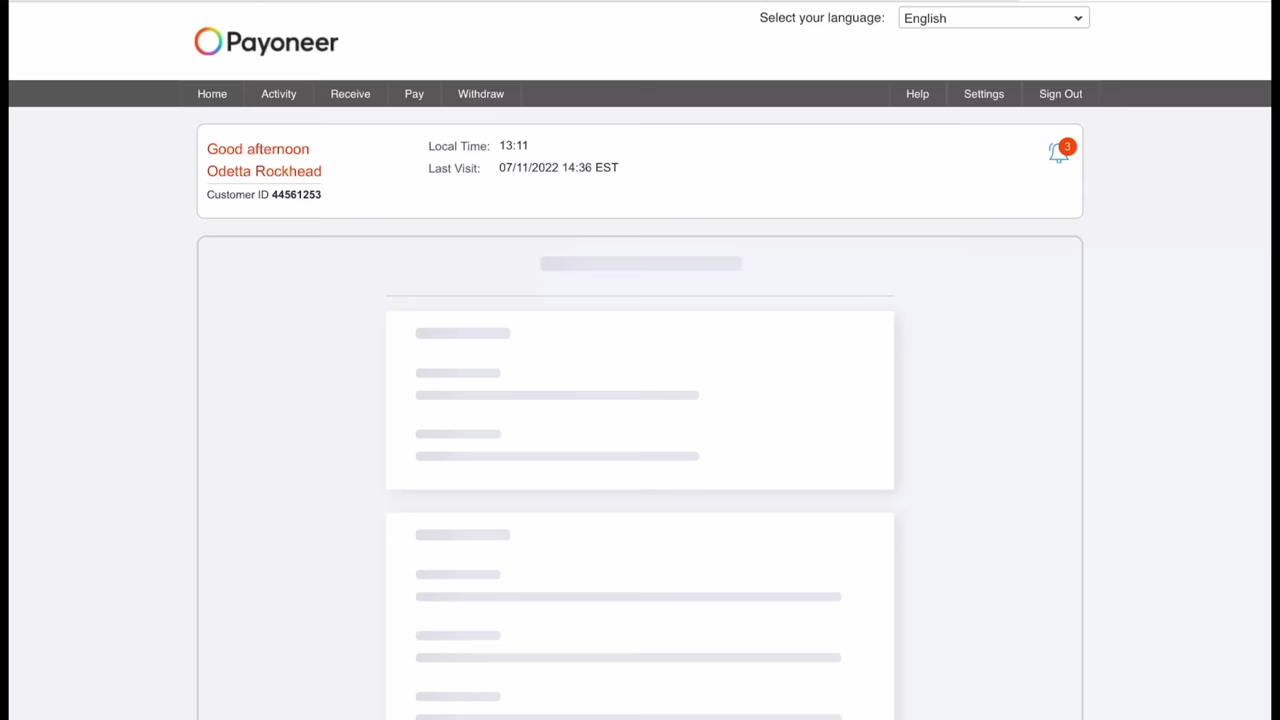 Select your language: English
Payoneer
Home Activity Receive Pay Withdraw Help Settings Sign Out
Good afternoon
Odetta Rockhead
Customer ID 44561253
Local Time: 13:11
Last Visit: 07/11/2022 14:36 EST
3